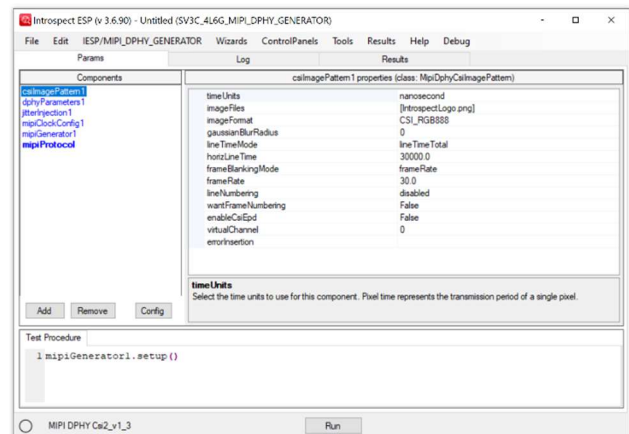 Introspect ESP (v 3.6.90) - Untitled (SV3C_4L6G_MIPI_DPHY_GENERATOR)
File Edit IESP/MIPI_DPHY_GENERATOR Wizards ControlPanels Tools Results Help Debug
Params Log Results
Components
csiImagePattern1
dphyParameters1
jitterInjection1
mipiClockConfig1
mipiGenerator1
mipiProtocol
Add Remove Config
csiImagePattern1 properties (class: MipiDphyCsiImagePattern)
timeUnits nanosecond
imageFiles [IntrospectLogo.png]
imageFormat CSI_RGB888
gaussianBlurRadius 0
lineTimeMode lineTimeTotal
horizLineTime 30000.0
frameBlankingMode frameRate
frameRate 30.0
lineNumbering disabled
wantFrameNumbering False
enableCsiEpd False
virtualChannel 0
errorInsertion
timeUnits
Select the time units to use for this component. Pixel time represents the transmission period of a single pixel.
Test Procedure
1 mipiGenerator1.setup()
MIPI DPHY Csi2_v1_3 Run